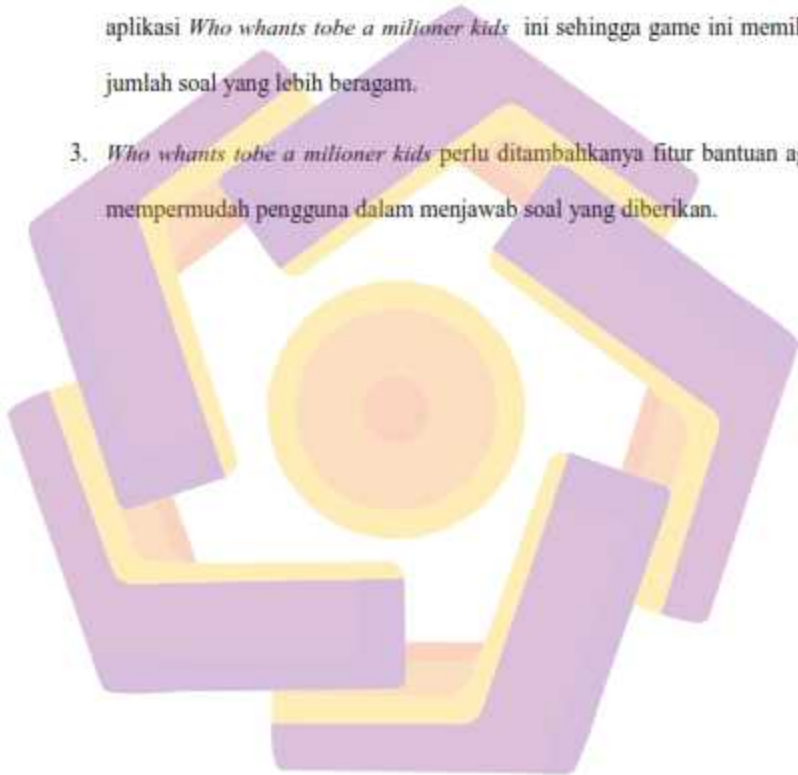 aplikasi Who whants tobe a milioner kids ini sehingga game ini
jumlah soal yang lebih beragam.
3. Who whants tobe a milioner kids perlu ditambahkanya fitur bantuan
mempermudah pengguna dalam menjawab soal yang diberikan.